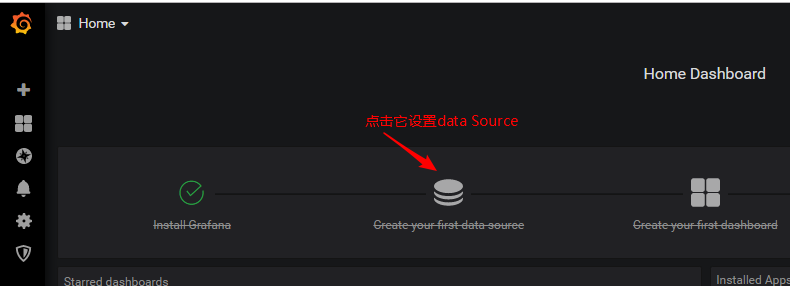 Home
Home Dashboard
点击它设置data Source
Install Grafana
Create your first data source
Create your first dashboard
Starred dashboards
Installed Apps